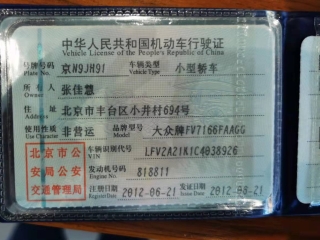 中华人民共和国机动车行驶证
Vehicle License of the People's Republic of China
号牌号码 Plate No. 京N9JH91 车辆类型 Vehicle Type 小型轿车
所有人 Owner 张佳慧
住址 Address 北京市丰台区小井村694号
使用性质 Use Character 非营运 品牌型号 Model 大众牌FV7166FAAGG
北京市公安局公安交通管理局
车辆识别代号 VIN LFV2A21K1C4038926
发动机号码 Engine No. 818811
注册日期 Register Date 2012-06-21 发证日期 Issue Date 2012-08-21